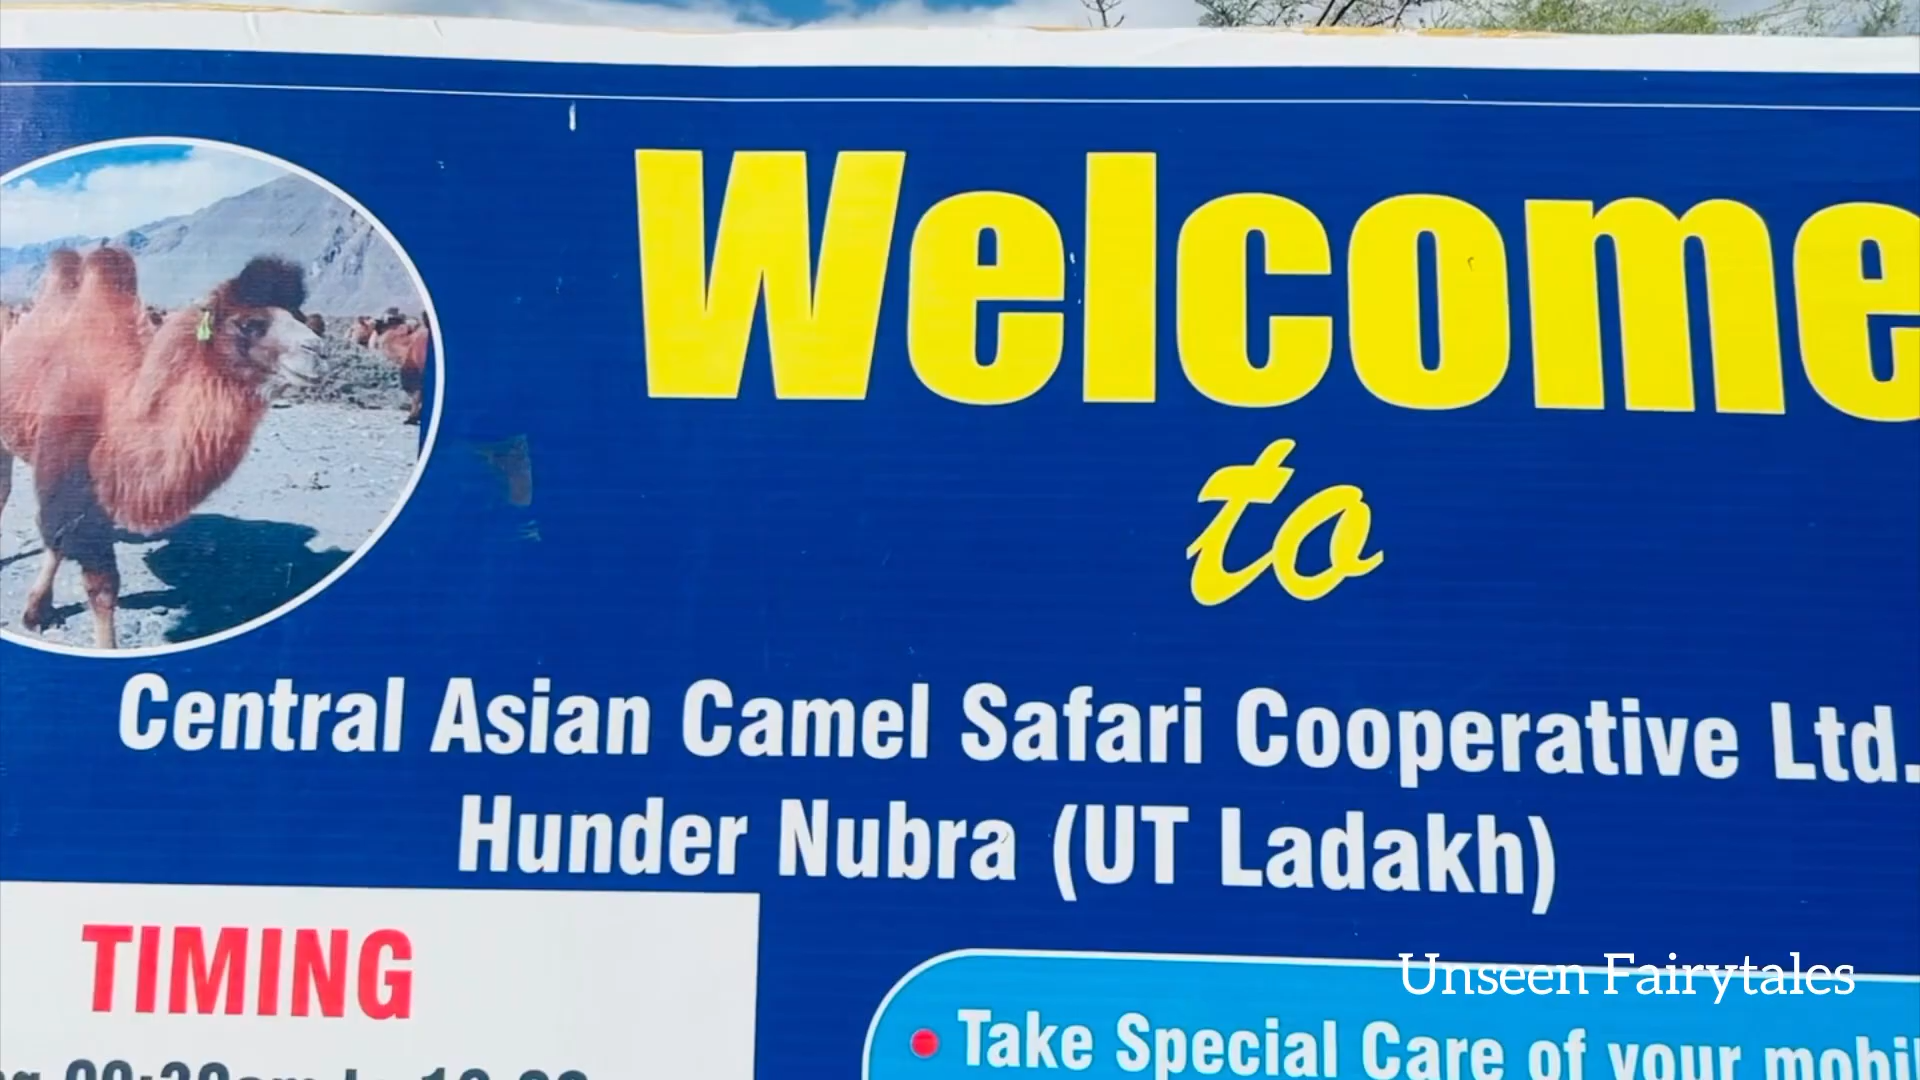 Welcome
to
Central Asian Camel Safari Cooperative Ltd.
Hunder Nubra (UT Ladakh)
TIMING
Unseen Fairytales
Take Special Care of your